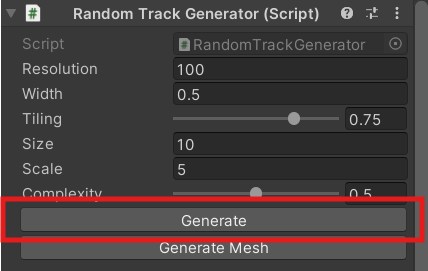 Random Track Generator (Script)
Script RandomTrackGenerator
Resolution 100
Width 0.5
Tiling 0.75
Size 10
Scale 5
Complexity 0.5
Generate
Generate Mesh